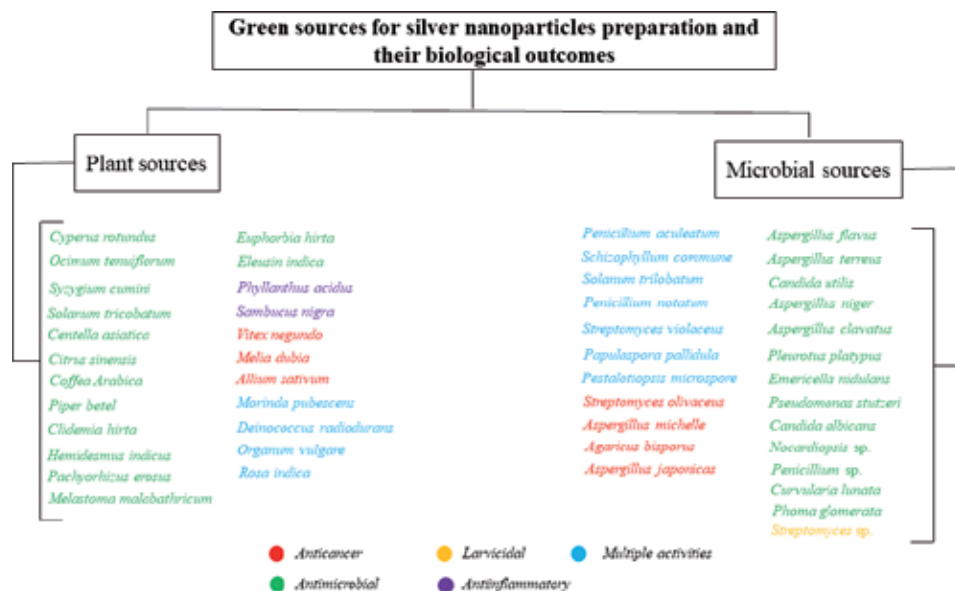 Green sources for silver nanoparticles preparation and
their biological outcomes
Plant sources
Microbial sources
Cyperus rotundus
Ocimum tenuiflorum
Syzygium cumini
Solanum tricobatum
Centella asiatica
Citrus sinensis
Coffea Arabica
Piper betel
Clidemia hirta
Hemidesmus indicus
Pachyorhizus erosus
Melastoma malabathricum
Euphorbia hirta
Eleusin indica
Phyllanthus acidus
Sambucus nigra
Vitex negundo
Melia dubia
Allium sativum
Morinda pubescens
Deinococcus radiodurans
Organum vulgare
Rosa indica
Penicillium aculeatum
Schizophyllum commune
Solanum trilobatum
Penicillium notatum
Streptomyces violaceus
Papulaspora pallidula
Pestalotiopsis microspore
Streptomyces olivaceus
Aspergillus michelle
Agaricus bisporus
Aspergillus japonicas
Aspergillus flavus
Aspergillus terreus
Candida utilis
Aspergillus niger
Aspergillus clavatus
Pleurotus platypus
Emericella nidulans
Pseudomonas stutzeri
Candida albicans
Nocardiopsis sp.
Penicillium sp.
Curvularia lunata
Phoma glomerata
Streptomyces sp.
Anticancer
Larvicidal
Multiple activities
Antimicrobial
Antiinflammatory